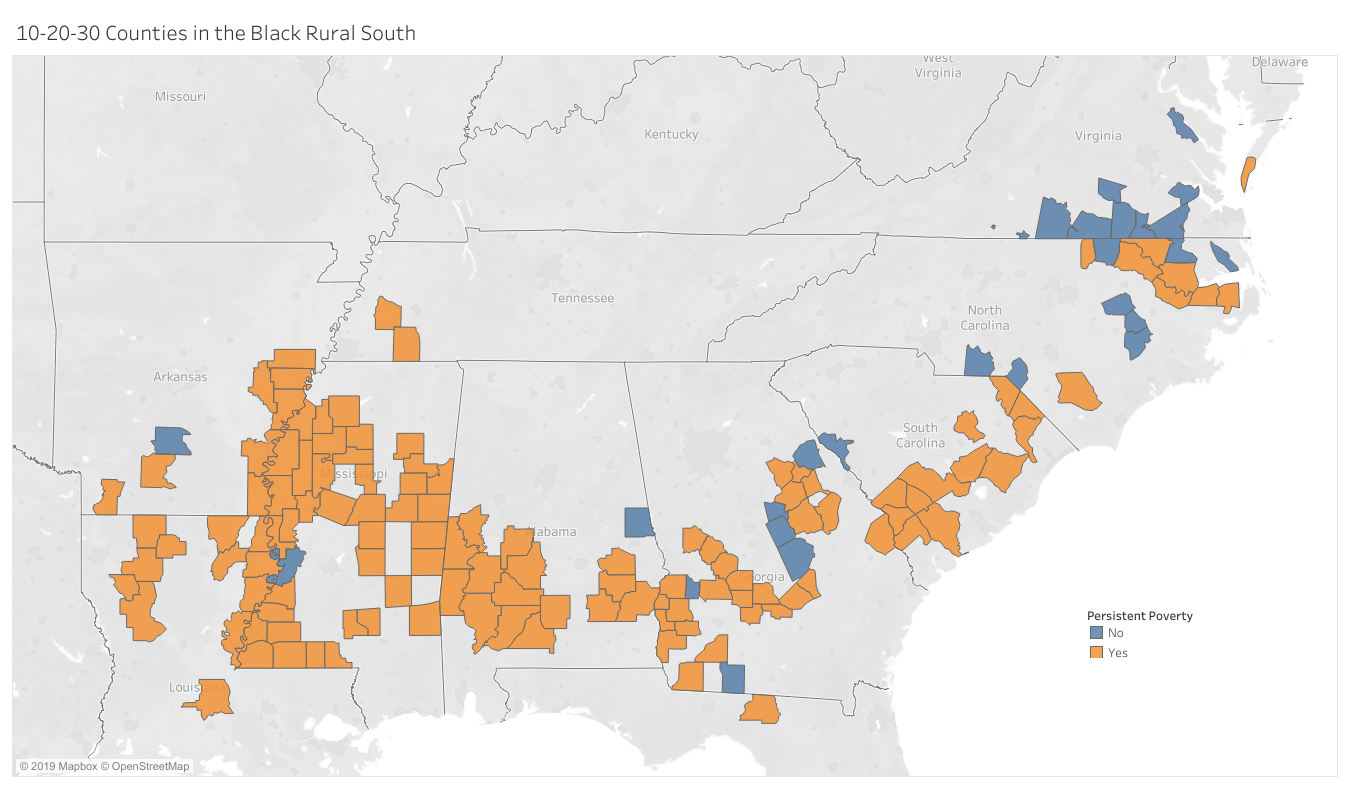 10-20-30 Counties in the Black Rural South
West
Virginia
Delaware
Missouri
Kentucky
Virginia
Tennessee
North
Carolina
Arkansas
South
Carolina
Mississippi
Alabama
Georgia
Louisiana
Persistent Poverty
No
Yes
© 2019 Mapbox © OpenStreetMap